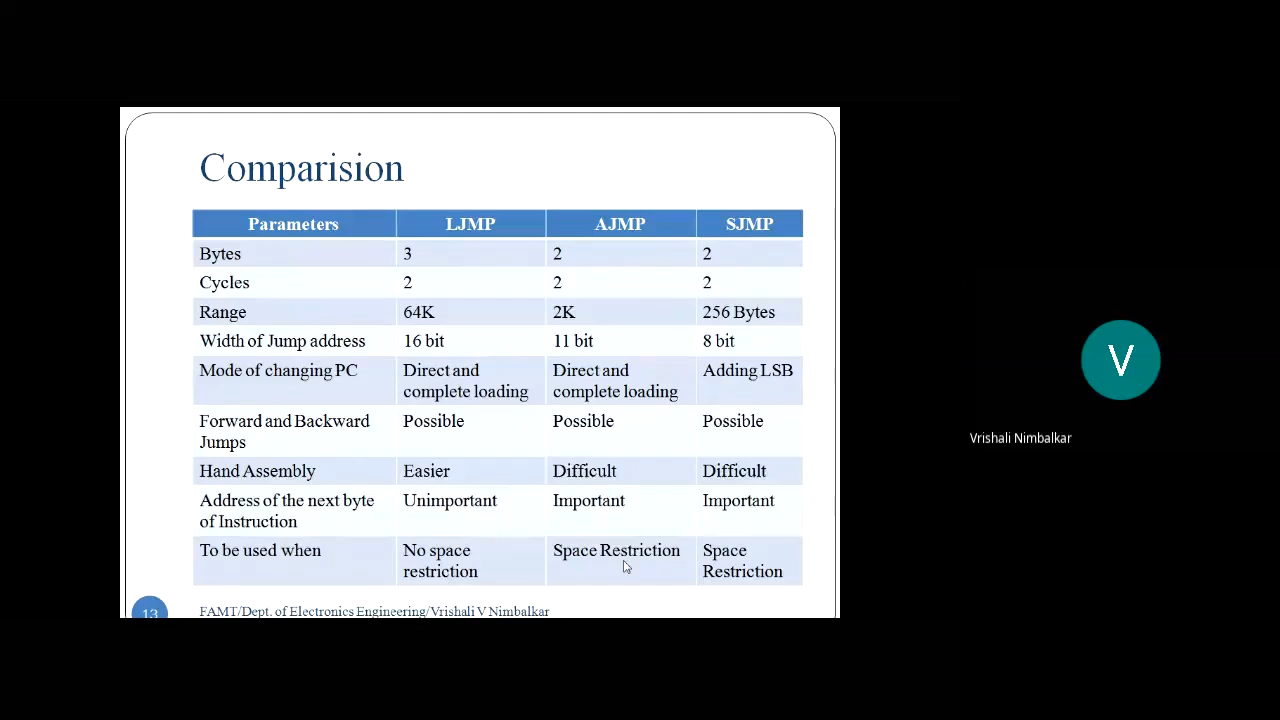 Comparision
Parameters LJMP AJMP SJMP
Bytes 3 2 2
Cycles 2 2 2
Range 64K 2K 256 Bytes
Width of Jump address 16 bit 11 bit 8 bit
Mode of changing PC Direct and Direct and Adding LSB
complete loading complete loading
Forward and Backward Possible Possible Possible
Jumps
Hand Assembly Easier Difficult Difficult
Address of the next byte Unimportant Important Important
of Instruction
To be used when No space Space Restriction Space
restriction Restriction
13 FAMT/Dept. of Electronics Engineering/Vrishali V Nimbalkar
V
Vrishali Nimbalkar